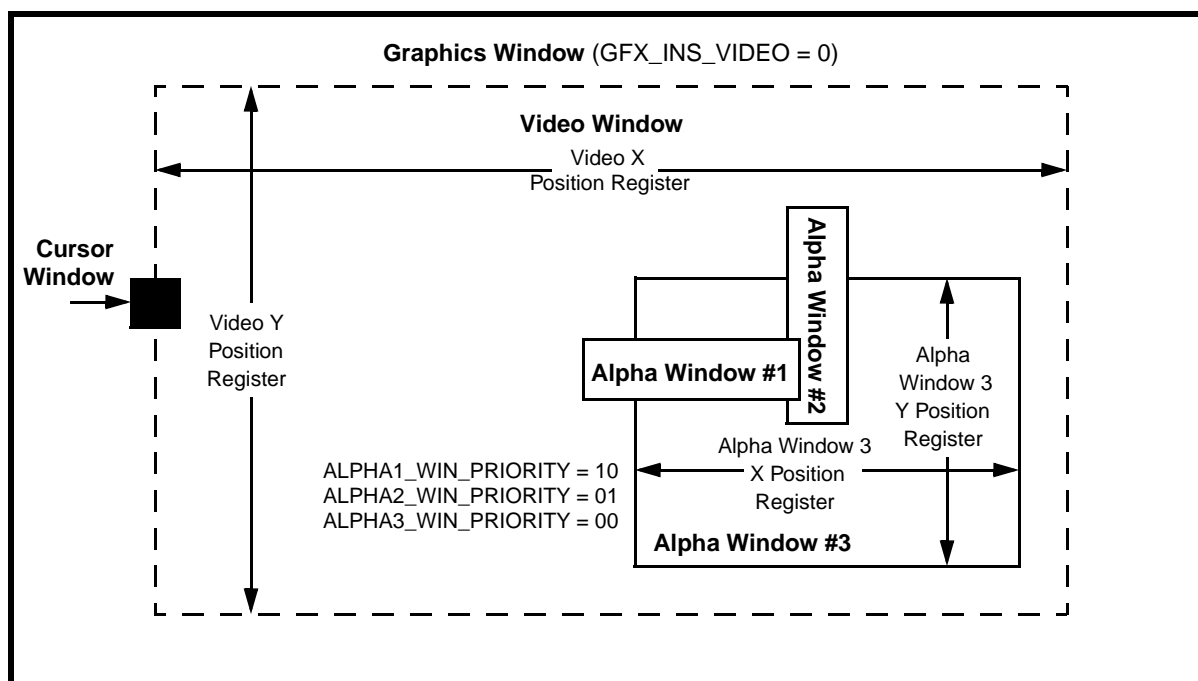 Graphics Window (GFX_INS_VIDEO = 0)
Video Window
Video X
Position Register
Cursor
Window
Video Y
Position
Register
Alpha Window #2
Alpha Window #1
Alpha
Window 3
Y Position
Register
Alpha Window 3
X Position
Register
ALPHA1_WIN_PRIORITY = 10
ALPHA2_WIN_PRIORITY = 01
ALPHA3_WIN_PRIORITY = 00
Alpha Window #3